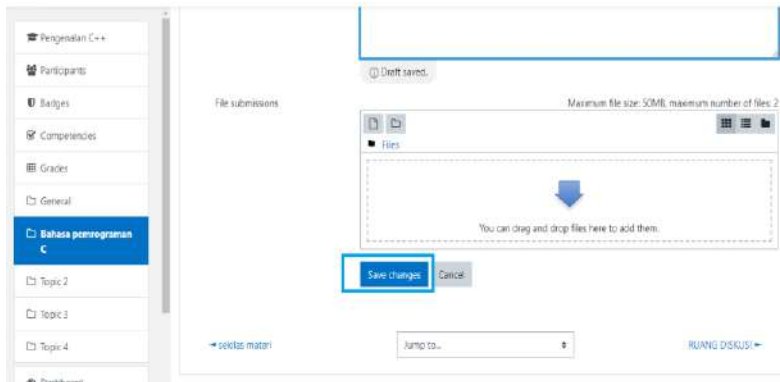 Pengenalan C++
Participants
Badges
Competencies
Grades
General
Bahasa pemrograman
C
Topic 2
Topic 3
Topic 4
Dashboard
Draft saved.
File submissions
Maximum file size: 50MB, maximum number of files: 2
Files
You can drag and drop files here to add them.
Save changes
Cancel
◄ sekilas materi
Jump to...
RUANG DISKUSI ►